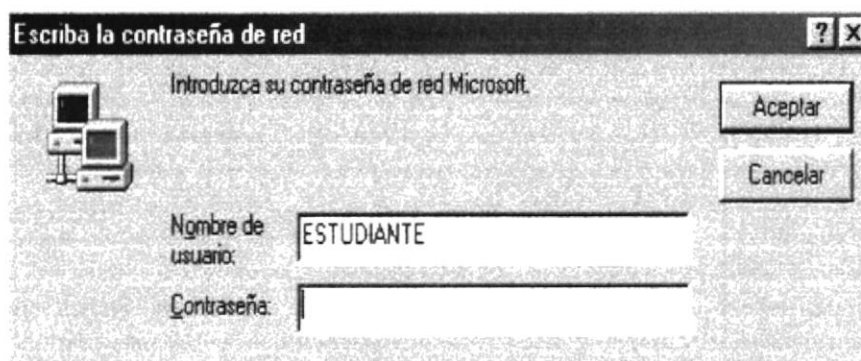 Escriba la contraseña de red
Introduzca su contraseña de red Microsoft.
Aceptar
Cancelar
Nombre de
usuario:
ESTUDIANTE
Contraseña: